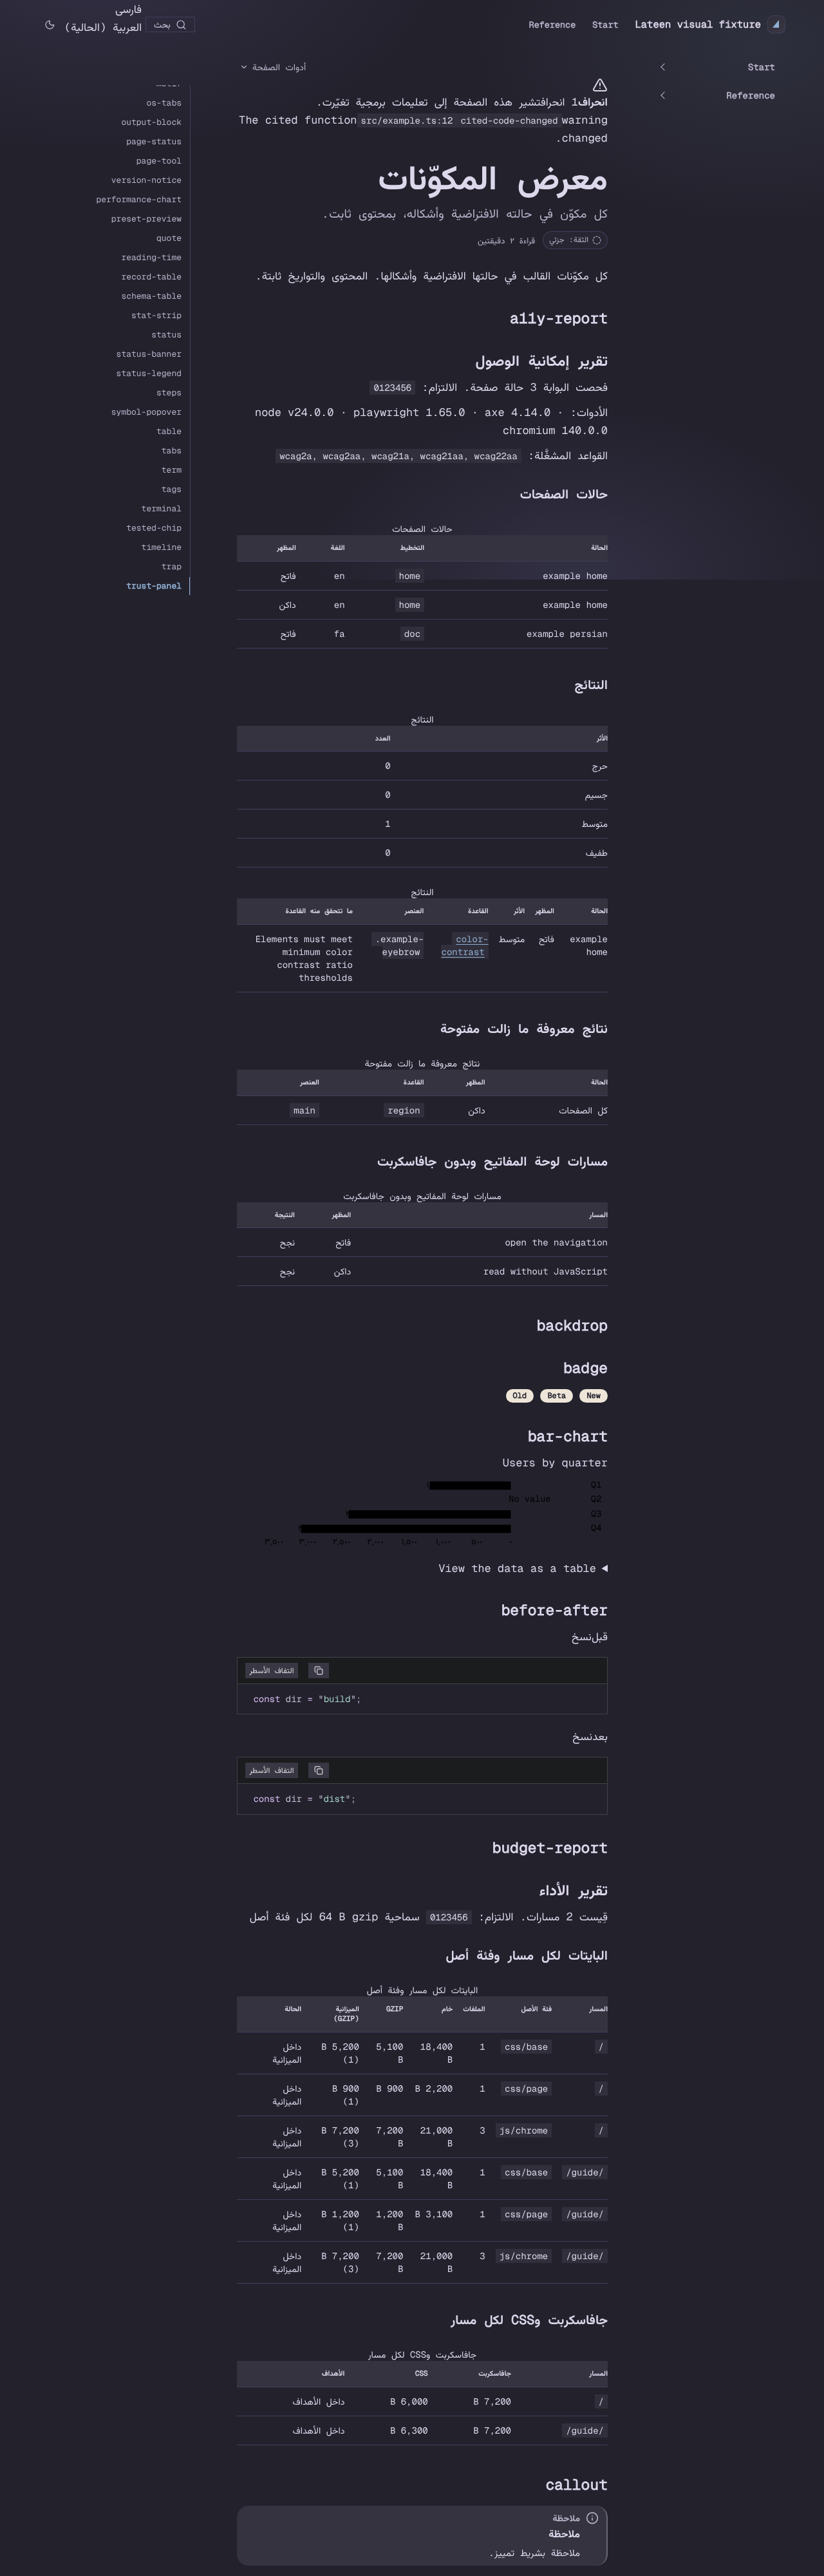 Lateen visual fixture
Start
Reference
بحث
فارسی
العربية (الحالية)
Start
Reference
أدوات الصفحة
os-tabs
output-block
page-status
page-tool
version-notice
performance-chart
preset-preview
quote
reading-time
record-table
schema-table
stat-strip
status
status-banner
status-legend
steps
symbol-popover
table
tabs
term
tags
terminal
tested-chip
timeline
trap
trust-panel
انحراف1 انحرافتشير هذه الصفحة إلى تعليمات برمجية تغيّرت.
warning cited-code-changed src/example.ts:12 The cited function
changed.
معرض المكوّنات
كل مكوّن في حالته الافتراضية وأشكاله، بمحتوى ثابت.
الثقة: جزئي
قراءة ٢ دقيقتين
كل مكوّنات القالب في حالتها الافتراضية وأشكالها. المحتوى والتواريخ ثابتة.
a11y-report
تقرير إمكانية الوصول
فحصت البوابة 3 حالة صفحة. الالتزام: 0123456
الأدوات: node v24.0.0 · playwright 1.65.0 · axe 4.14.0 ·
chromium 140.0.0
القواعد المشغَّلة: wcag2a, wcag2aa, wcag21a, wcag21aa, wcag22aa
حالات الصفحات
حالات الصفحات
الحالة التخطيط اللغة المظهر
example home home en فاتح
example home home en داكن
example persian doc fa فاتح
النتائج
النتائج
الأثر العدد
حرج 0
جسيم 0
متوسط 1
طفيف 0
النتائج
الحالة المظهر الأثر القاعدة العنصر ما تتحقق منه القاعدة
example home فاتح متوسط color-contrast .example-eyebrow Elements must meet minimum color contrast ratio thresholds
نتائج معروفة ما زالت مفتوحة
نتائج معروفة ما زالت مفتوحة
الحالة المظهر القاعدة العنصر
كل الصفحات داكن region main
مسارات لوحة المفاتيح وبدون جافاسكربت
مسارات لوحة المفاتيح وبدون جافاسكربت
المسار المظهر النتيجة
open the navigation فاتح نجح
read without JavaScript داكن نجح
backdrop
badge
New Beta Old
bar-chart
Users by quarter
Q1
Q2 No value
Q3
Q4
٠ ٥٠٠ ١٬٠٠٠ ١٬٥٠٠ ٢٬٠٠٠ ٢٬٥٠٠ ٣٬٠٠٠ ٣٬٥٠٠
View the data as a table
before-after
قبلنسخ
التفاف الأسطر
const dir = "build";
بعدنسخ
التفاف الأسطر
const dir = "dist";
budget-report
تقرير الأداء
قيست 2 مسارات. الالتزام: 0123456 سماحية 64 B gzip لكل فئة أصل
البايتات لكل مسار وفئة أصل
البايتات لكل مسار وفئة أصل
المسار فئة الأصل الملفات خام GZIP الميزانية (GZIP) الحالة
/ css/base 1 18,400 B 5,100 B 5,200 B (1) داخل الميزانية
/ css/page 1 2,200 B 900 B 900 B (1) داخل الميزانية
/ js/chrome 3 21,000 B 7,200 B 7,200 B (3) داخل الميزانية
/guide/ css/base 1 18,400 B 5,100 B 5,200 B (1) داخل الميزانية
/guide/ css/page 1 3,100 B 1,200 B 1,200 B (1) داخل الميزانية
/guide/ js/chrome 3 21,000 B 7,200 B 7,200 B (3) داخل الميزانية
جافاسكربت وCSS لكل مسار
جافاسكربت وCSS لكل مسار
المسار جافاسكربت CSS الأهداف
/ 7,200 B 6,000 B داخل الأهداف
/guide/ 7,200 B 6,300 B داخل الأهداف
callout
ملاحظة
ملاحظة
ملاحظة بشريط تمييز.